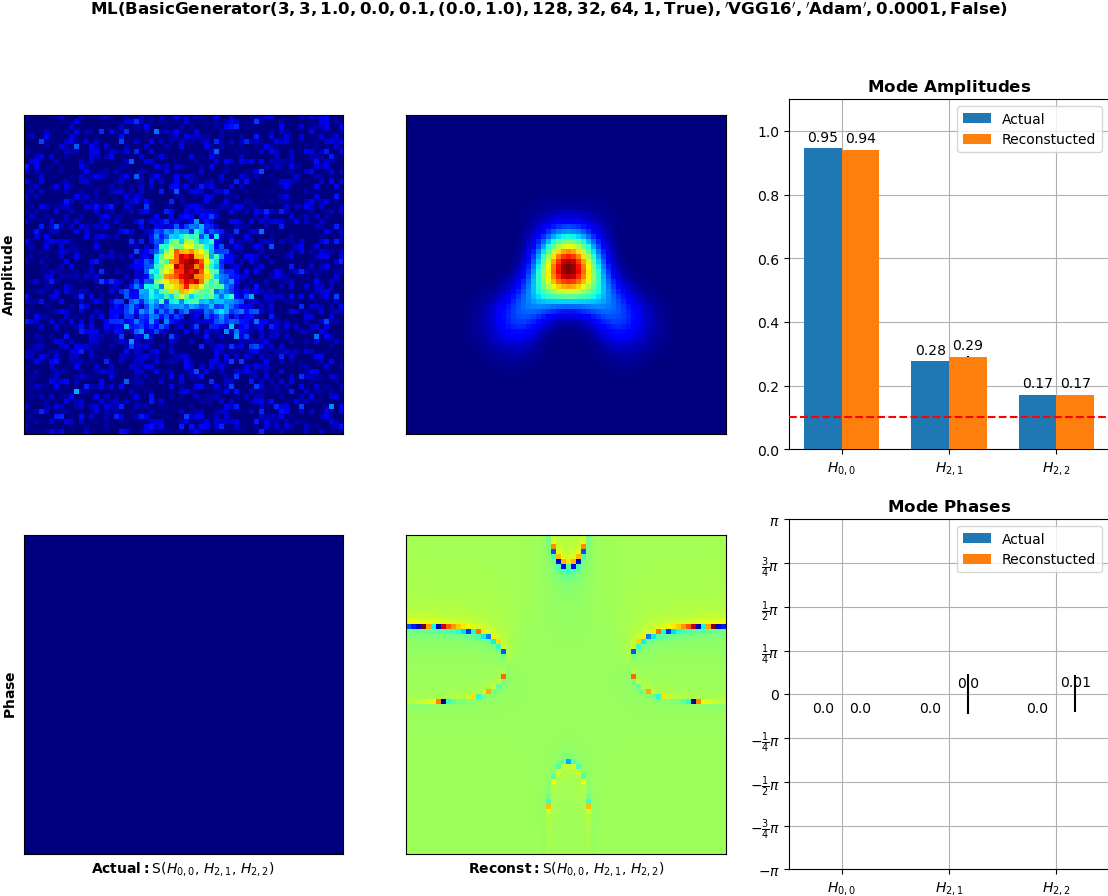 ML(BasicGenerator(3, 3, 1.0, 0.0, 0.1, (0.0, 1.0), 128, 32, 64, 1, True), ′VGG16′, ′Adam′, 0.0001, False)
Amplitude
Mode Amplitudes
Actual
Reconstucted
1.0
0.8
0.6
0.4
0.2
0.0
0.95 0.94
0.28 0.29
0.17 0.17
H0,0 H2,1 H2,2
Phase
Actual: S(H0,0, H2,1, H2,2)
Reconst: S(H0,0, H2,1, H2,2)
Mode Phases
Actual
Reconstucted
π
3/4π
1/2π
1/4π
0
−1/4π
−1/2π
−3/4π
−π
0.0 0.0 0.0 0.0 0.0 0.01
H0,0 H2,1 H2,2